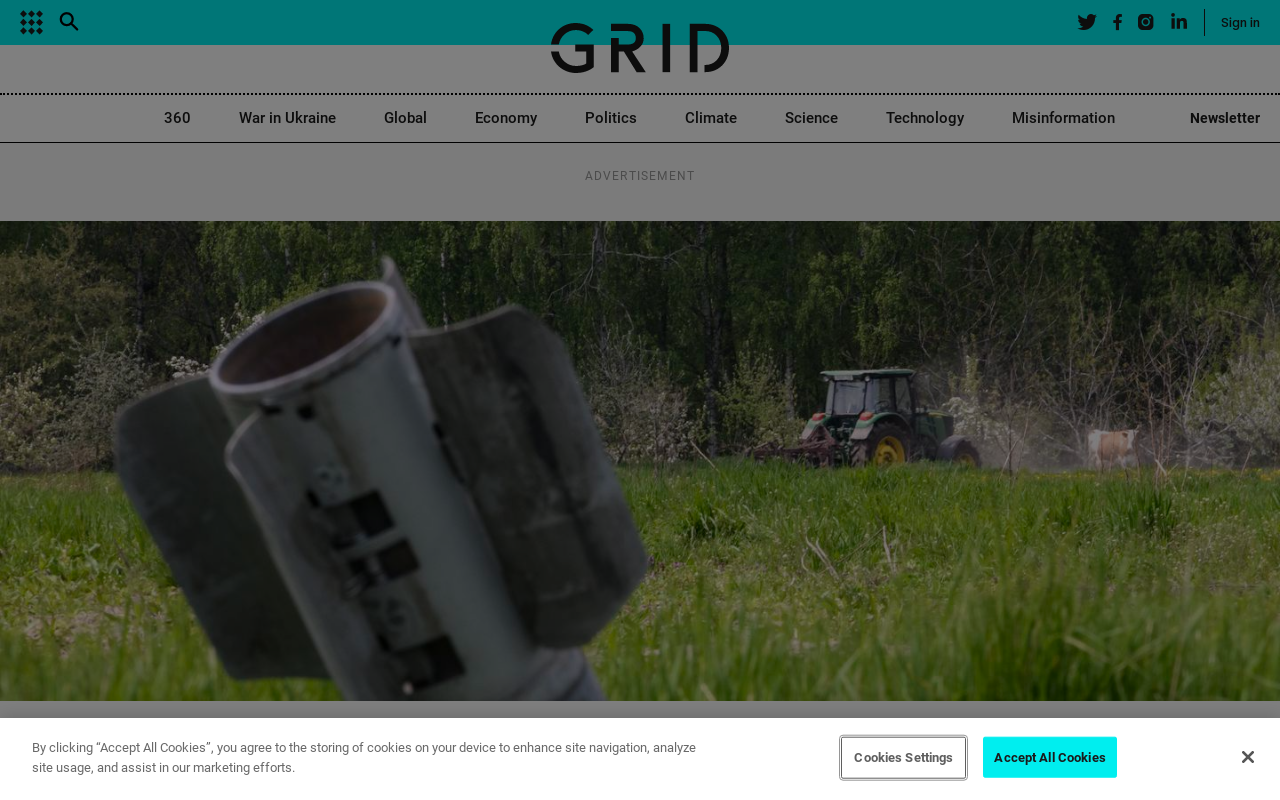 GRID
Sign in
360 War in Ukraine Global Economy Politics Climate Science Technology Misinformation Newsletter
ADVERTISEMENT
By clicking “Accept All Cookies”, you agree to the storing of cookies on your device to enhance site navigation, analyze
site usage, and assist in our marketing efforts.
Cookies Settings
Accept All Cookies